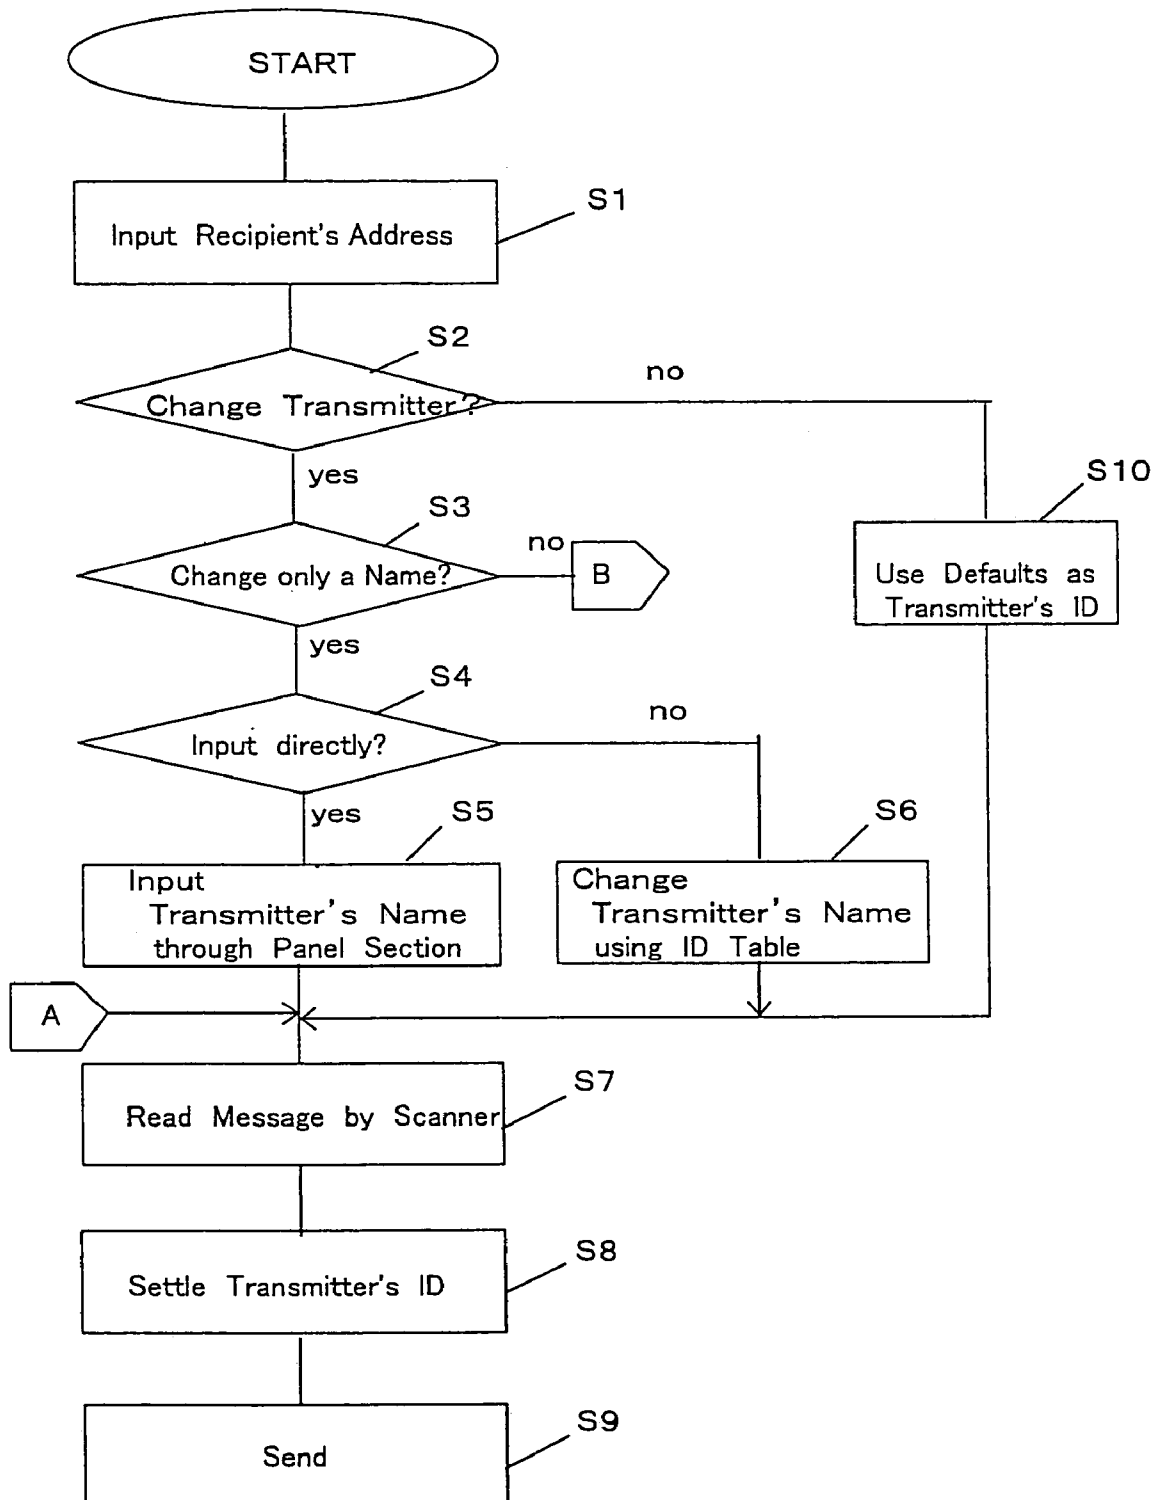 START
S1
Input Recipient's Address
S2
no
Change Transmitter?
yes
S10
S3
no
Change only a Name?
B
Use Defaults as
Transmitter's ID
yes
S4
no
Input directly?
yes
S5
S6
Input
Transmitter's Name
through Panel Section
Change
Transmitter's Name
using ID Table
A
S7
Read Message by Scanner
S8
Settle Transmitter's ID
S9
Send